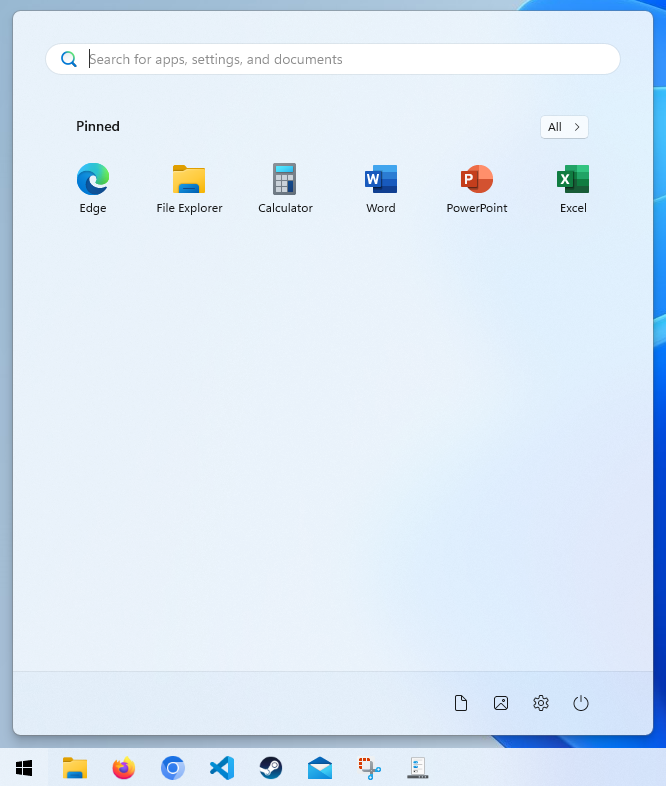 Search for apps, settings, and documents
Pinned
All
Edge
File Explorer
Calculator
Word
PowerPoint
Excel